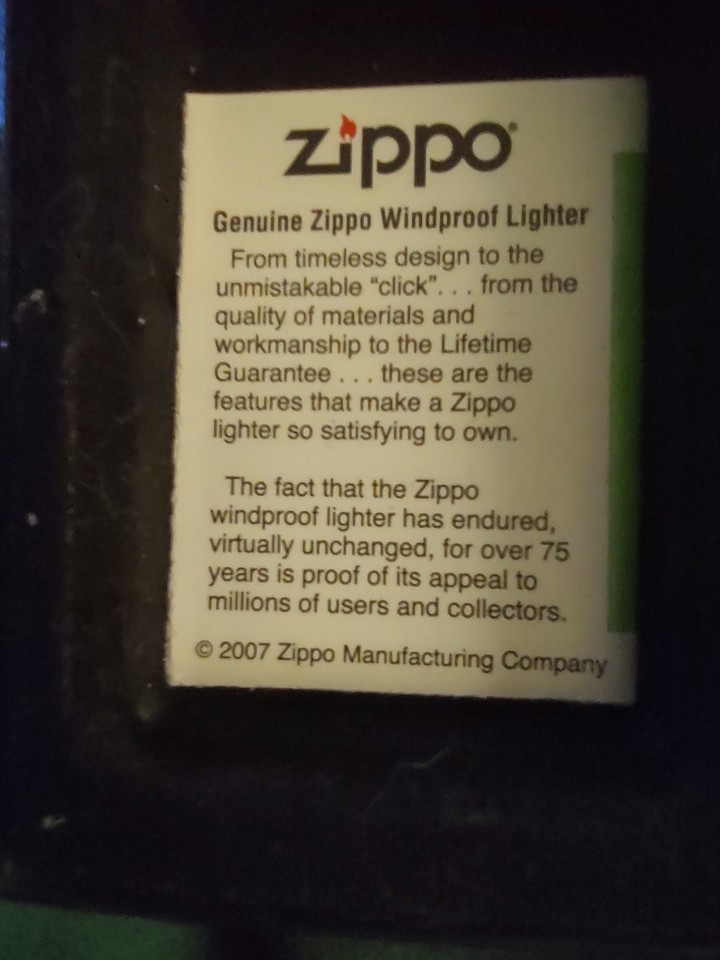 zippo®
Genuine Zippo Windproof Lighter
From timeless design to the
unmistakable “click”. . . from the
quality of materials and
workmanship to the Lifetime
Guarantee . . . these are the
features that make a Zippo
lighter so satisfying to own.
The fact that the Zippo
windproof lighter has endured,
virtually unchanged, for over 75
years is proof of its appeal to
millions of users and collectors.
© 2007 Zippo Manufacturing Company